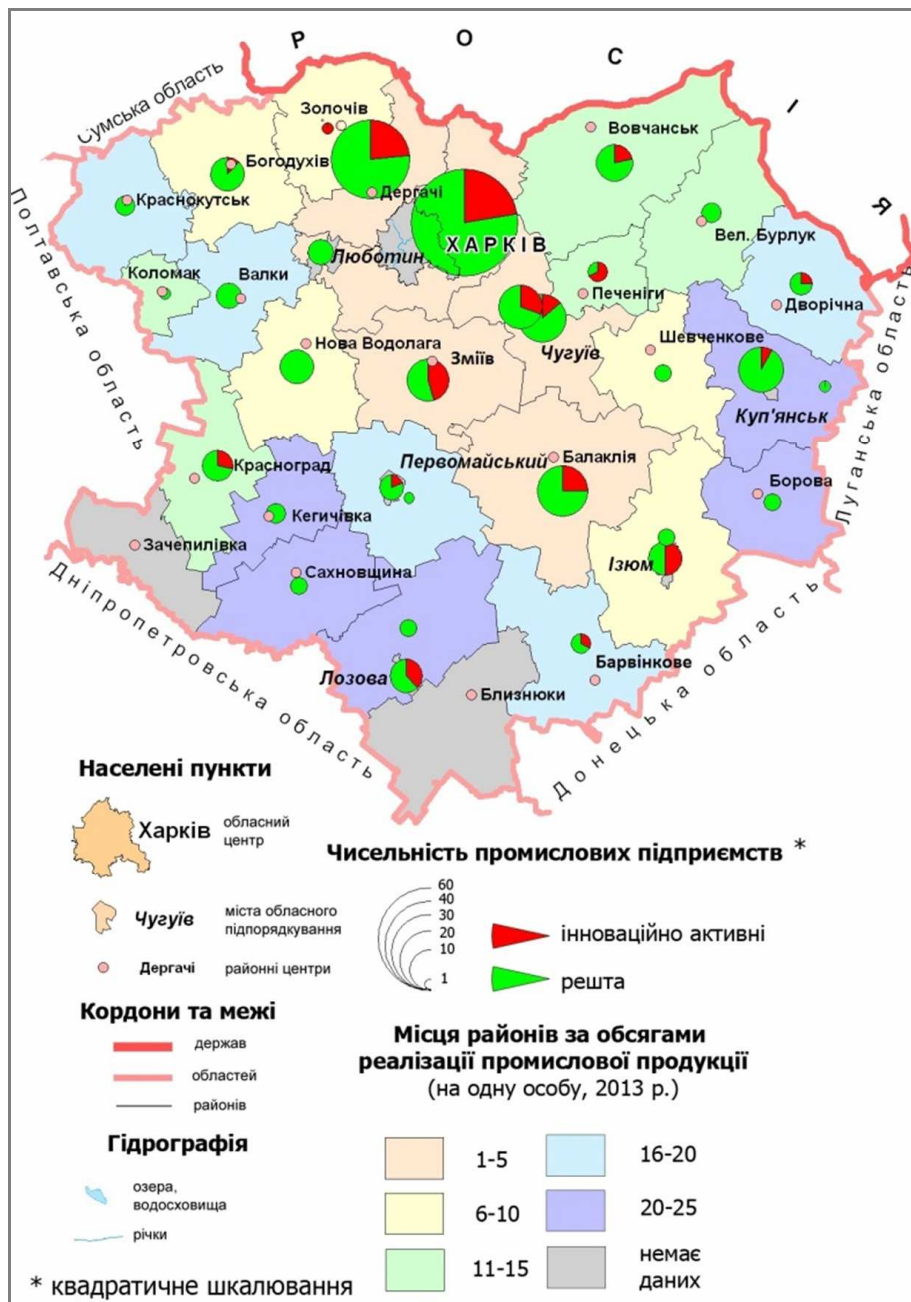 Р О С І Я
Сумська область
Полтавська область
Дніпропетровська область
Донецька область
Луганська область
Золочів
Вовчанськ
Богодухів
Дергачі
Краснокутськ
ХАРКІВ
Вел. Бурлук
Люботин
Коломак
Валки
Печеніги
Дворічна
Чугуїв
Шевченкове
Нова Водолага
Зміїв
Куп'янськ
Первомайський
Балаклія
Красноград
Борова
Кегичівка
Зачепилівка
Ізюм
Сахновщина
Барвінкове
Лозова
Близнюки
Населені пункти
Харків
обласний
центр
Чугуїв
міста обласного
підпорядкування
Дергачі
районні центри
Кордони та межі
держав
областей
районів
Гідрографія
озера,
водосховища
річки
* квадратичне шкалювання
Чисельність промислових підприємств *
60
40
30
20
10
1
інноваційно активні
решта
Місця районів за обсягами
реалізації промислової продукції
(на одну особу, 2013 р.)
1-5
6-10
11-15
16-20
20-25
немає
даних